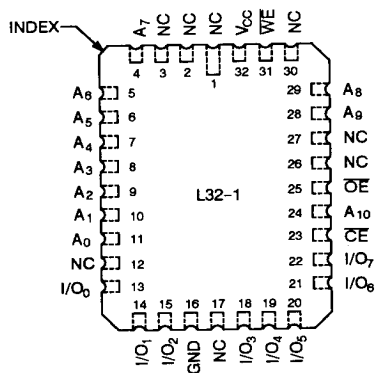 INDEX
A₇ NC NC NC VCC W̅E̅ NC
4 3 2 1 32 31 30
A₆ 5
A₅ 6
A₄ 7
A₃ 8
A₂ 9
A₁ 10
A₀ 11
NC 12
I/O₀ 13
L32-1
29 A₈
28 A₉
27 NC
26 NC
25 O̅E̅
24 A₁₀
23 C̅E̅
22 I/O₇
21 I/O₆
14 15 16 17 18 19 20
I/O₁ I/O₂ GND NC I/O₃ I/O₄ I/O₅